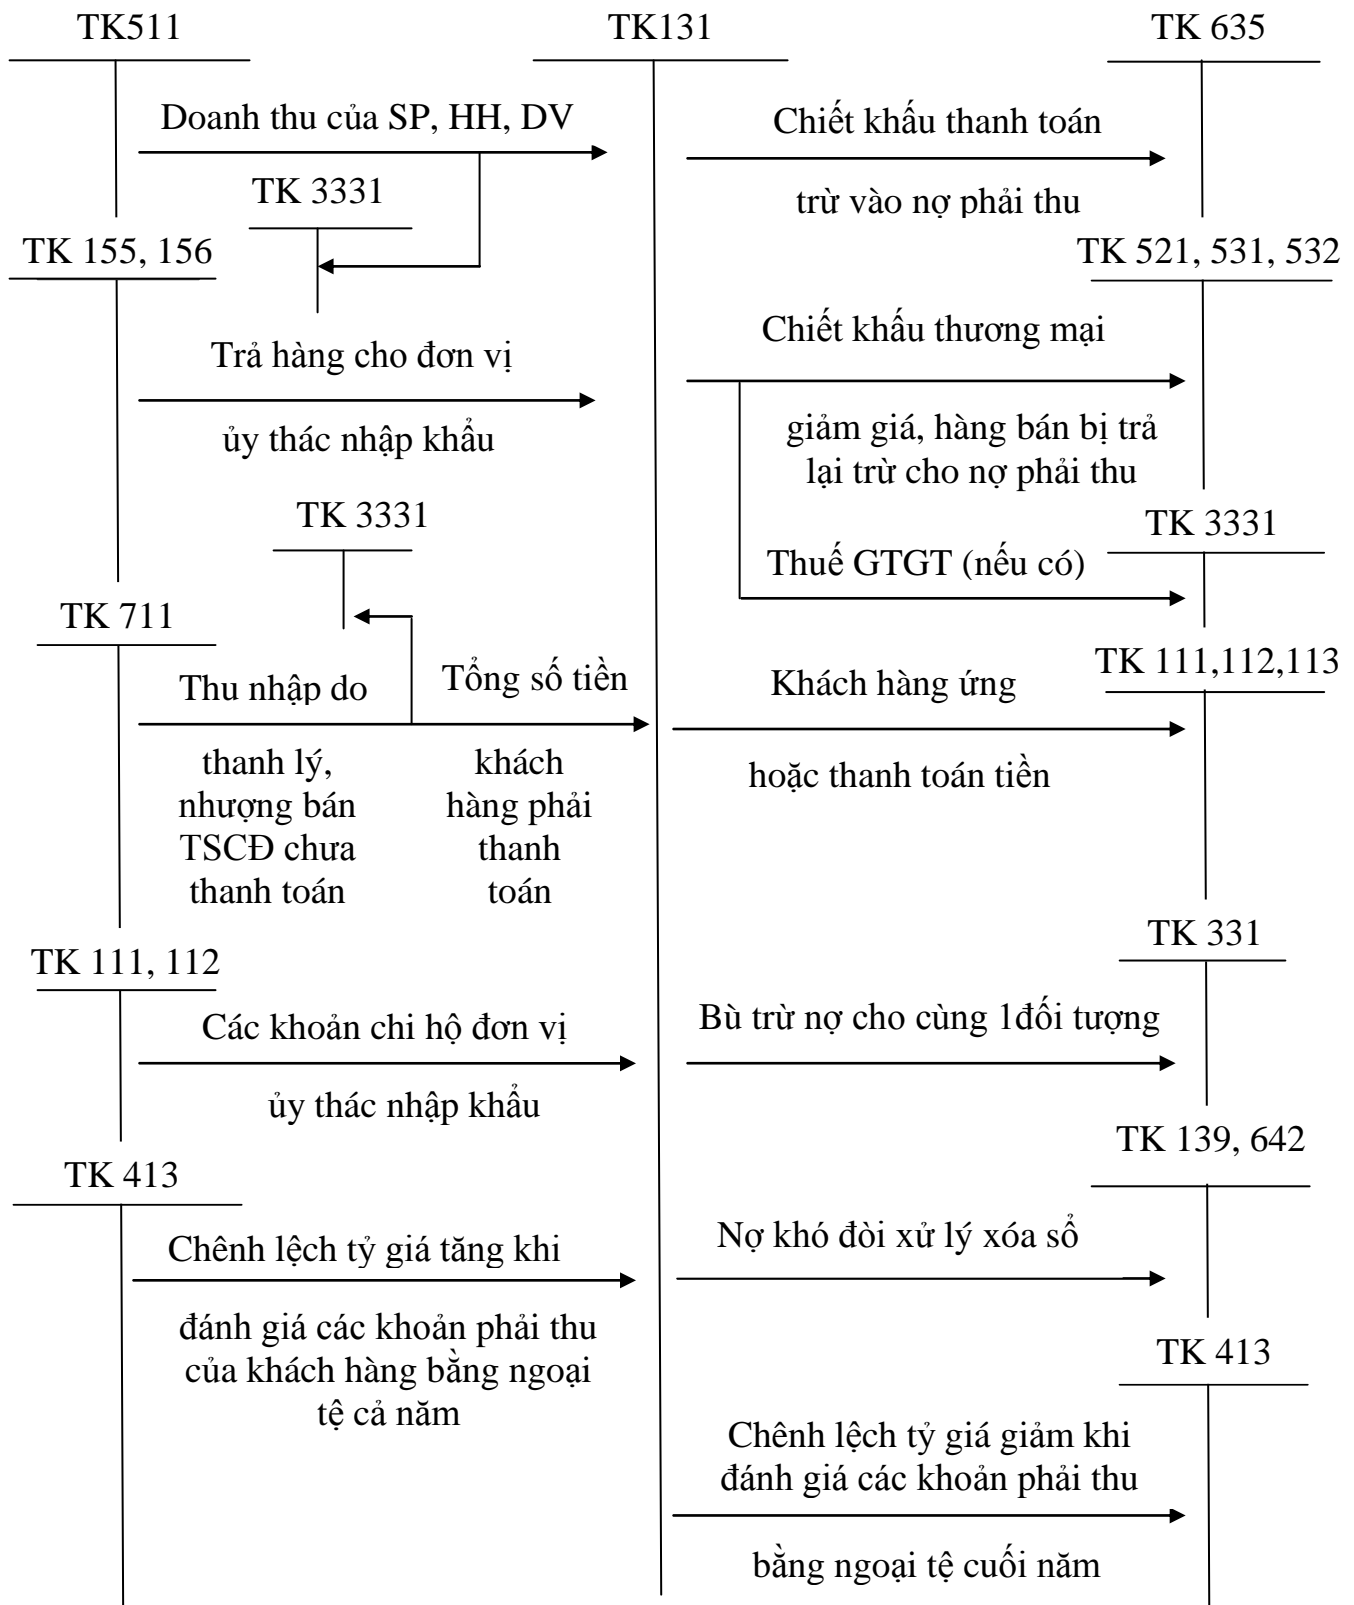 TK511
TK131
TK 635
Doanh thu của SP, HH, DV
Chiết khấu thanh toán
TK 3331
trừ vào nợ phải thu
TK 155, 156
TK 521, 531, 532
Chiết khấu thương mại
Trả hàng cho đơn vị
ủy thác nhập khẩu
giảm giá, hàng bán bị trả
lại trừ cho nợ phải thu
TK 3331
TK 3331
Thuế GTGT (nếu có)
TK 711
TK 111,112,113
Thu nhập do
Tổng số tiền
Khách hàng ứng
thanh lý,
nhượng bán
TSCĐ chưa
thanh toán
khách
hàng phải
thanh
toán
hoặc thanh toán tiền
TK 331
TK 111, 112
Các khoản chi hộ đơn vị
Bù trừ nợ cho cùng 1đối tượng
ủy thác nhập khẩu
TK 139, 642
TK 413
Chênh lệch tỷ giá tăng khi
Nợ khó đòi xử lý xóa sổ
đánh giá các khoản phải thu
của khách hàng bằng ngoại
tệ cả năm
TK 413
Chênh lệch tỷ giá giảm khi
đánh giá các khoản phải thu
bằng ngoại tệ cuối năm